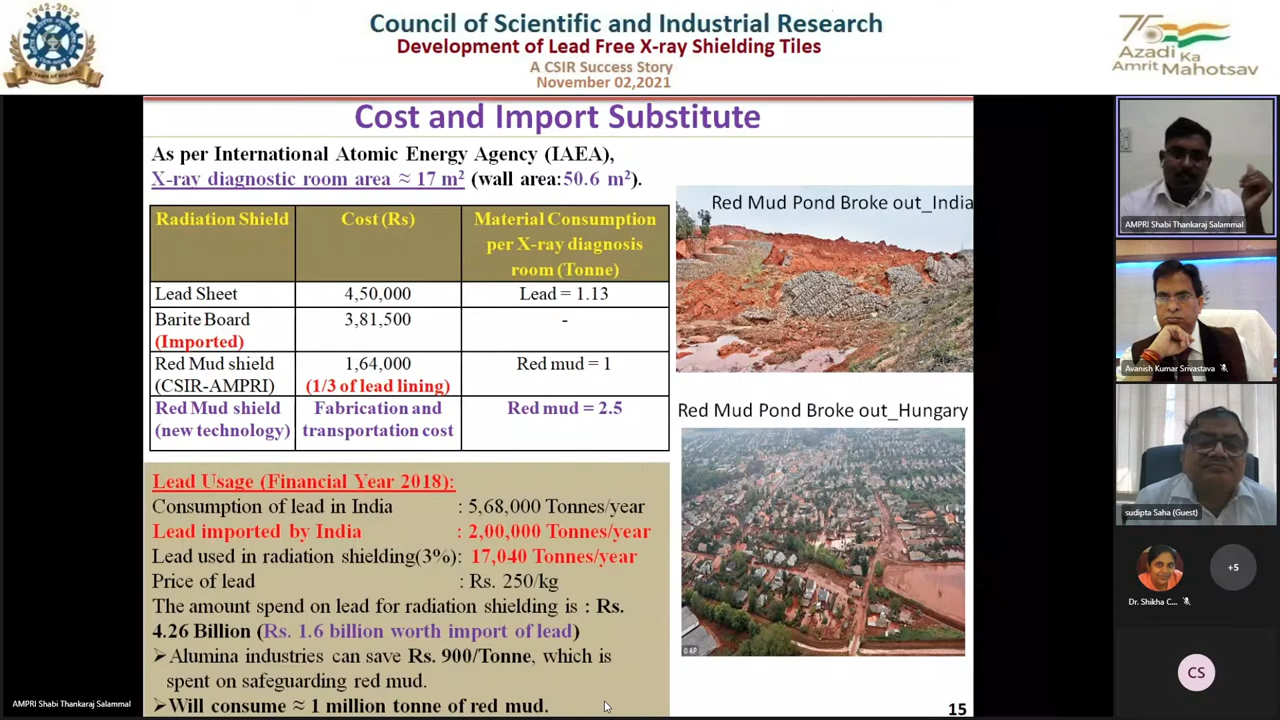 1942-2022
80 Years of Impact
Council of Scientific and Industrial Research
Development of Lead Free X-ray Shielding Tiles
A CSIR Success Story
November 02,2021
75
Azadi Ka
Amrit Mahotsav
Cost and Import Substitute
As per International Atomic Energy Agency (IAEA),
X-ray diagnostic room area ≈ 17 m² (wall area:50.6 m²).
Radiation Shield Cost (Rs) Material Consumption
per X-ray diagnosis
room (Tonne)
Lead Sheet 4,50,000 Lead = 1.13
Barite Board 3,81,500 -
(Imported)
Red Mud shield 1,64,000 Red mud = 1
(CSIR-AMPRI) (1/3 of lead lining)
Red Mud shield Fabrication and Red mud = 2.5
(new technology) transportation cost
Lead Usage (Financial Year 2018):
Consumption of lead in India : 5,68,000 Tonnes/year
Lead imported by India : 2,00,000 Tonnes/year
Lead used in radiation shielding(3%): 17,040 Tonnes/year
Price of lead : Rs. 250/kg
The amount spend on lead for radiation shielding is : Rs.
4.26 Billion (Rs. 1.6 billion worth import of lead)
➢Alumina industries can save Rs. 900/Tonne, which is
spent on safeguarding red mud.
➢Will consume ≈ 1 million tonne of red mud.
Red Mud Pond Broke out_India
Red Mud Pond Broke out_Hungary
© AP
15
AMPRI Shabi Thankaraj Salammal
AMPRI Shabi Thankaraj Salammal
Avanish Kumar Srivastava
sudipta Saha (Guest)
+5
Dr. Shikha C...
CS